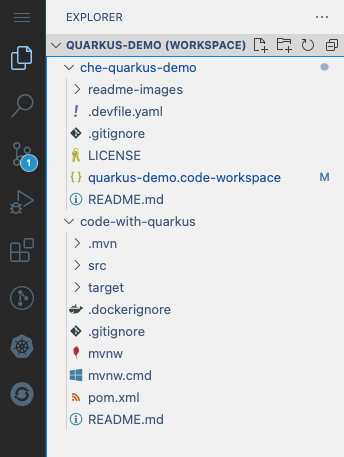 EXPLORER
QUARKUS-DEMO (WORKSPACE)
che-quarkus-demo
readme-images
.devfile.yaml
.gitignore
LICENSE
quarkus-demo.code-workspace M
README.md
code-with-quarkus
.mvn
src
target
.dockerignore
.gitignore
mvnw
mvnw.cmd
pom.xml
README.md
1